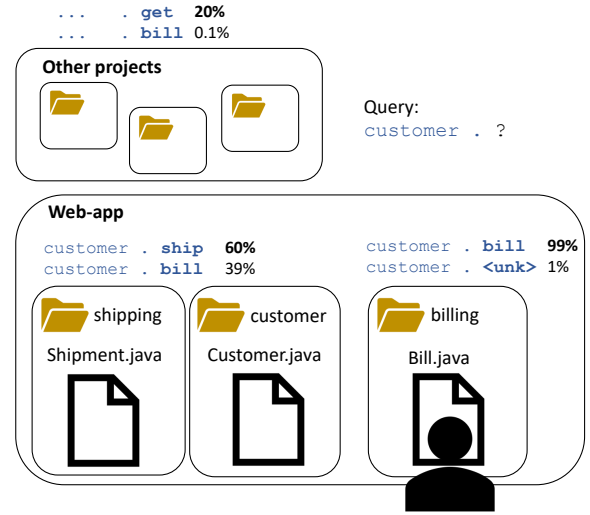 ... . get 20%
... . bill 0.1%
Other projects
Query:
customer . ?
Web-app
customer . ship 60%
customer . bill 39%
customer . bill 99%
customer . <unk> 1%
shipping
Shipment.java
customer
Customer.java
billing
Bill.java